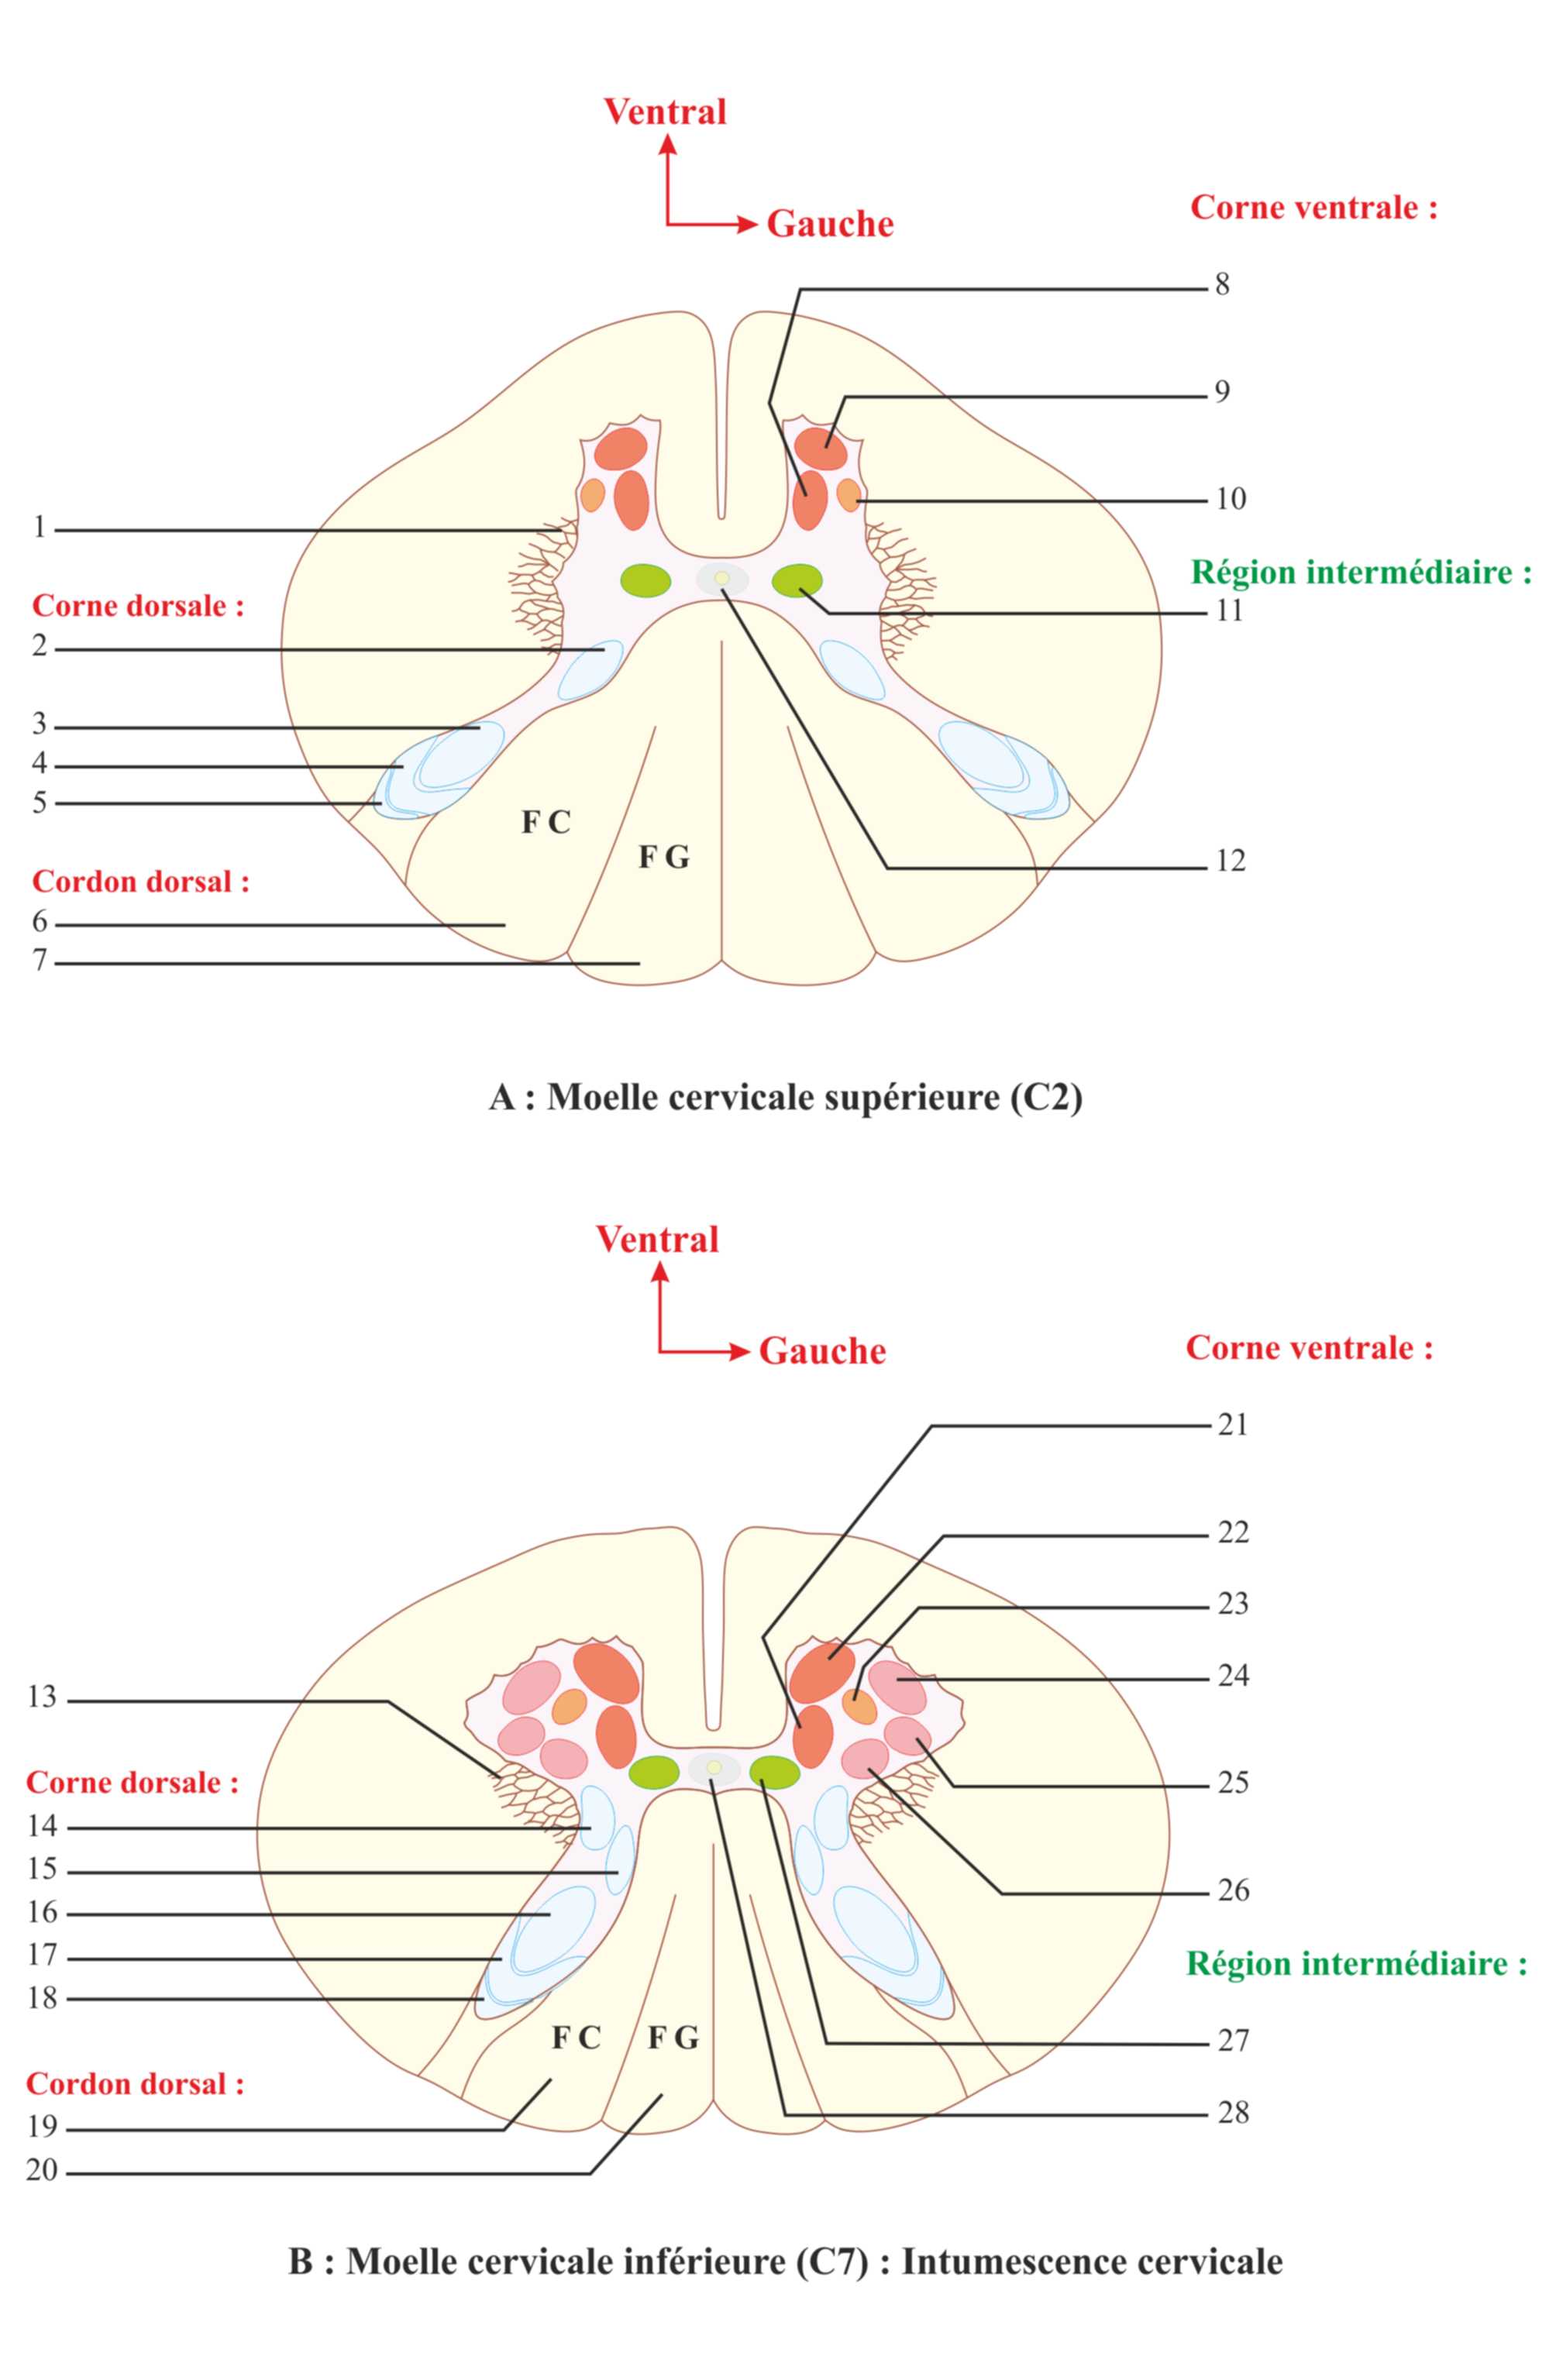 Ventral
Gauche
Corne ventrale :
8
9
10
1
Région intermédiaire :
11
Corne dorsale :
2
3
4
5
F C
F G
12
Cordon dorsal :
6
7
A : Moelle cervicale supérieure (C2)
Ventral
Gauche
Corne ventrale :
21
22
23
24
13
25
Corne dorsale :
14
15
16
17
18
26
Région intermédiaire :
F C
F G
27
Cordon dorsal :
19
28
20
B : Moelle cervicale inférieure (C7) : Intumescence cervicale